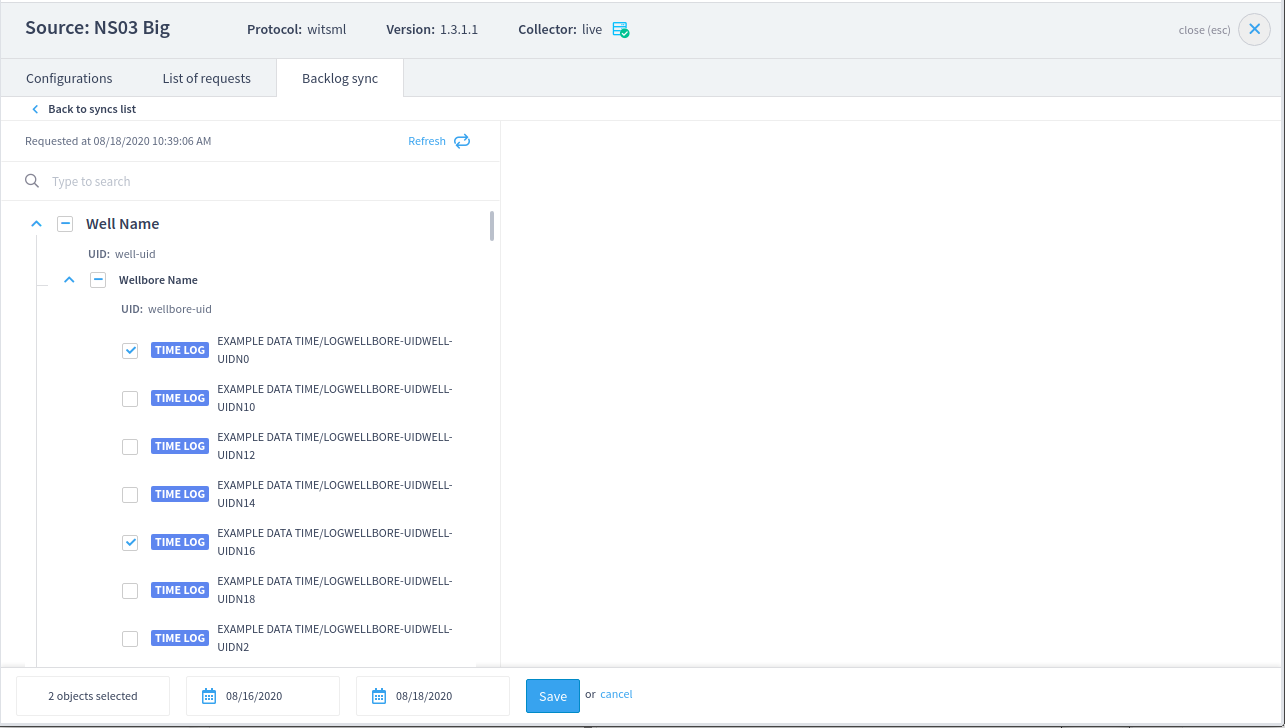 Source: NS03 Big Protocol: witsml Version: 1.3.1.1 Collector: live close (esc)
Configurations List of requests Backlog sync
Back to syncs list
Requested at 08/18/2020 10:39:06 AM Refresh
Type to search
Well Name
UID: well-uid
Wellbore Name
UID: wellbore-uid
TIME LOG EXAMPLE DATA TIME/LOGWELLBORE-UIDWELL-
UIDN0
TIME LOG EXAMPLE DATA TIME/LOGWELLBORE-UIDWELL-
UIDN10
TIME LOG EXAMPLE DATA TIME/LOGWELLBORE-UIDWELL-
UIDN12
TIME LOG EXAMPLE DATA TIME/LOGWELLBORE-UIDWELL-
UIDN14
TIME LOG EXAMPLE DATA TIME/LOGWELLBORE-UIDWELL-
UIDN16
TIME LOG EXAMPLE DATA TIME/LOGWELLBORE-UIDWELL-
UIDN18
TIME LOG EXAMPLE DATA TIME/LOGWELLBORE-UIDWELL-
UIDN2
2 objects selected 08/16/2020 08/18/2020 Save or cancel